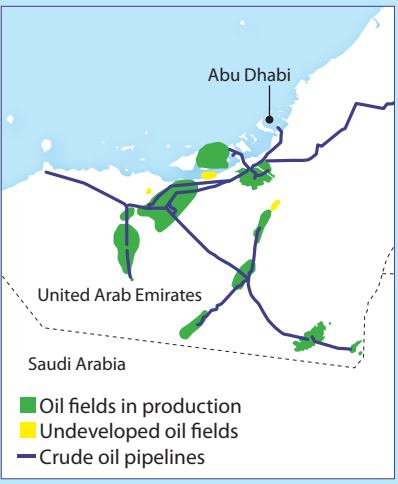 Abu Dhabi
United Arab Emirates
Saudi Arabia
Oil fields in production
Undeveloped oil fields
Crude oil pipelines